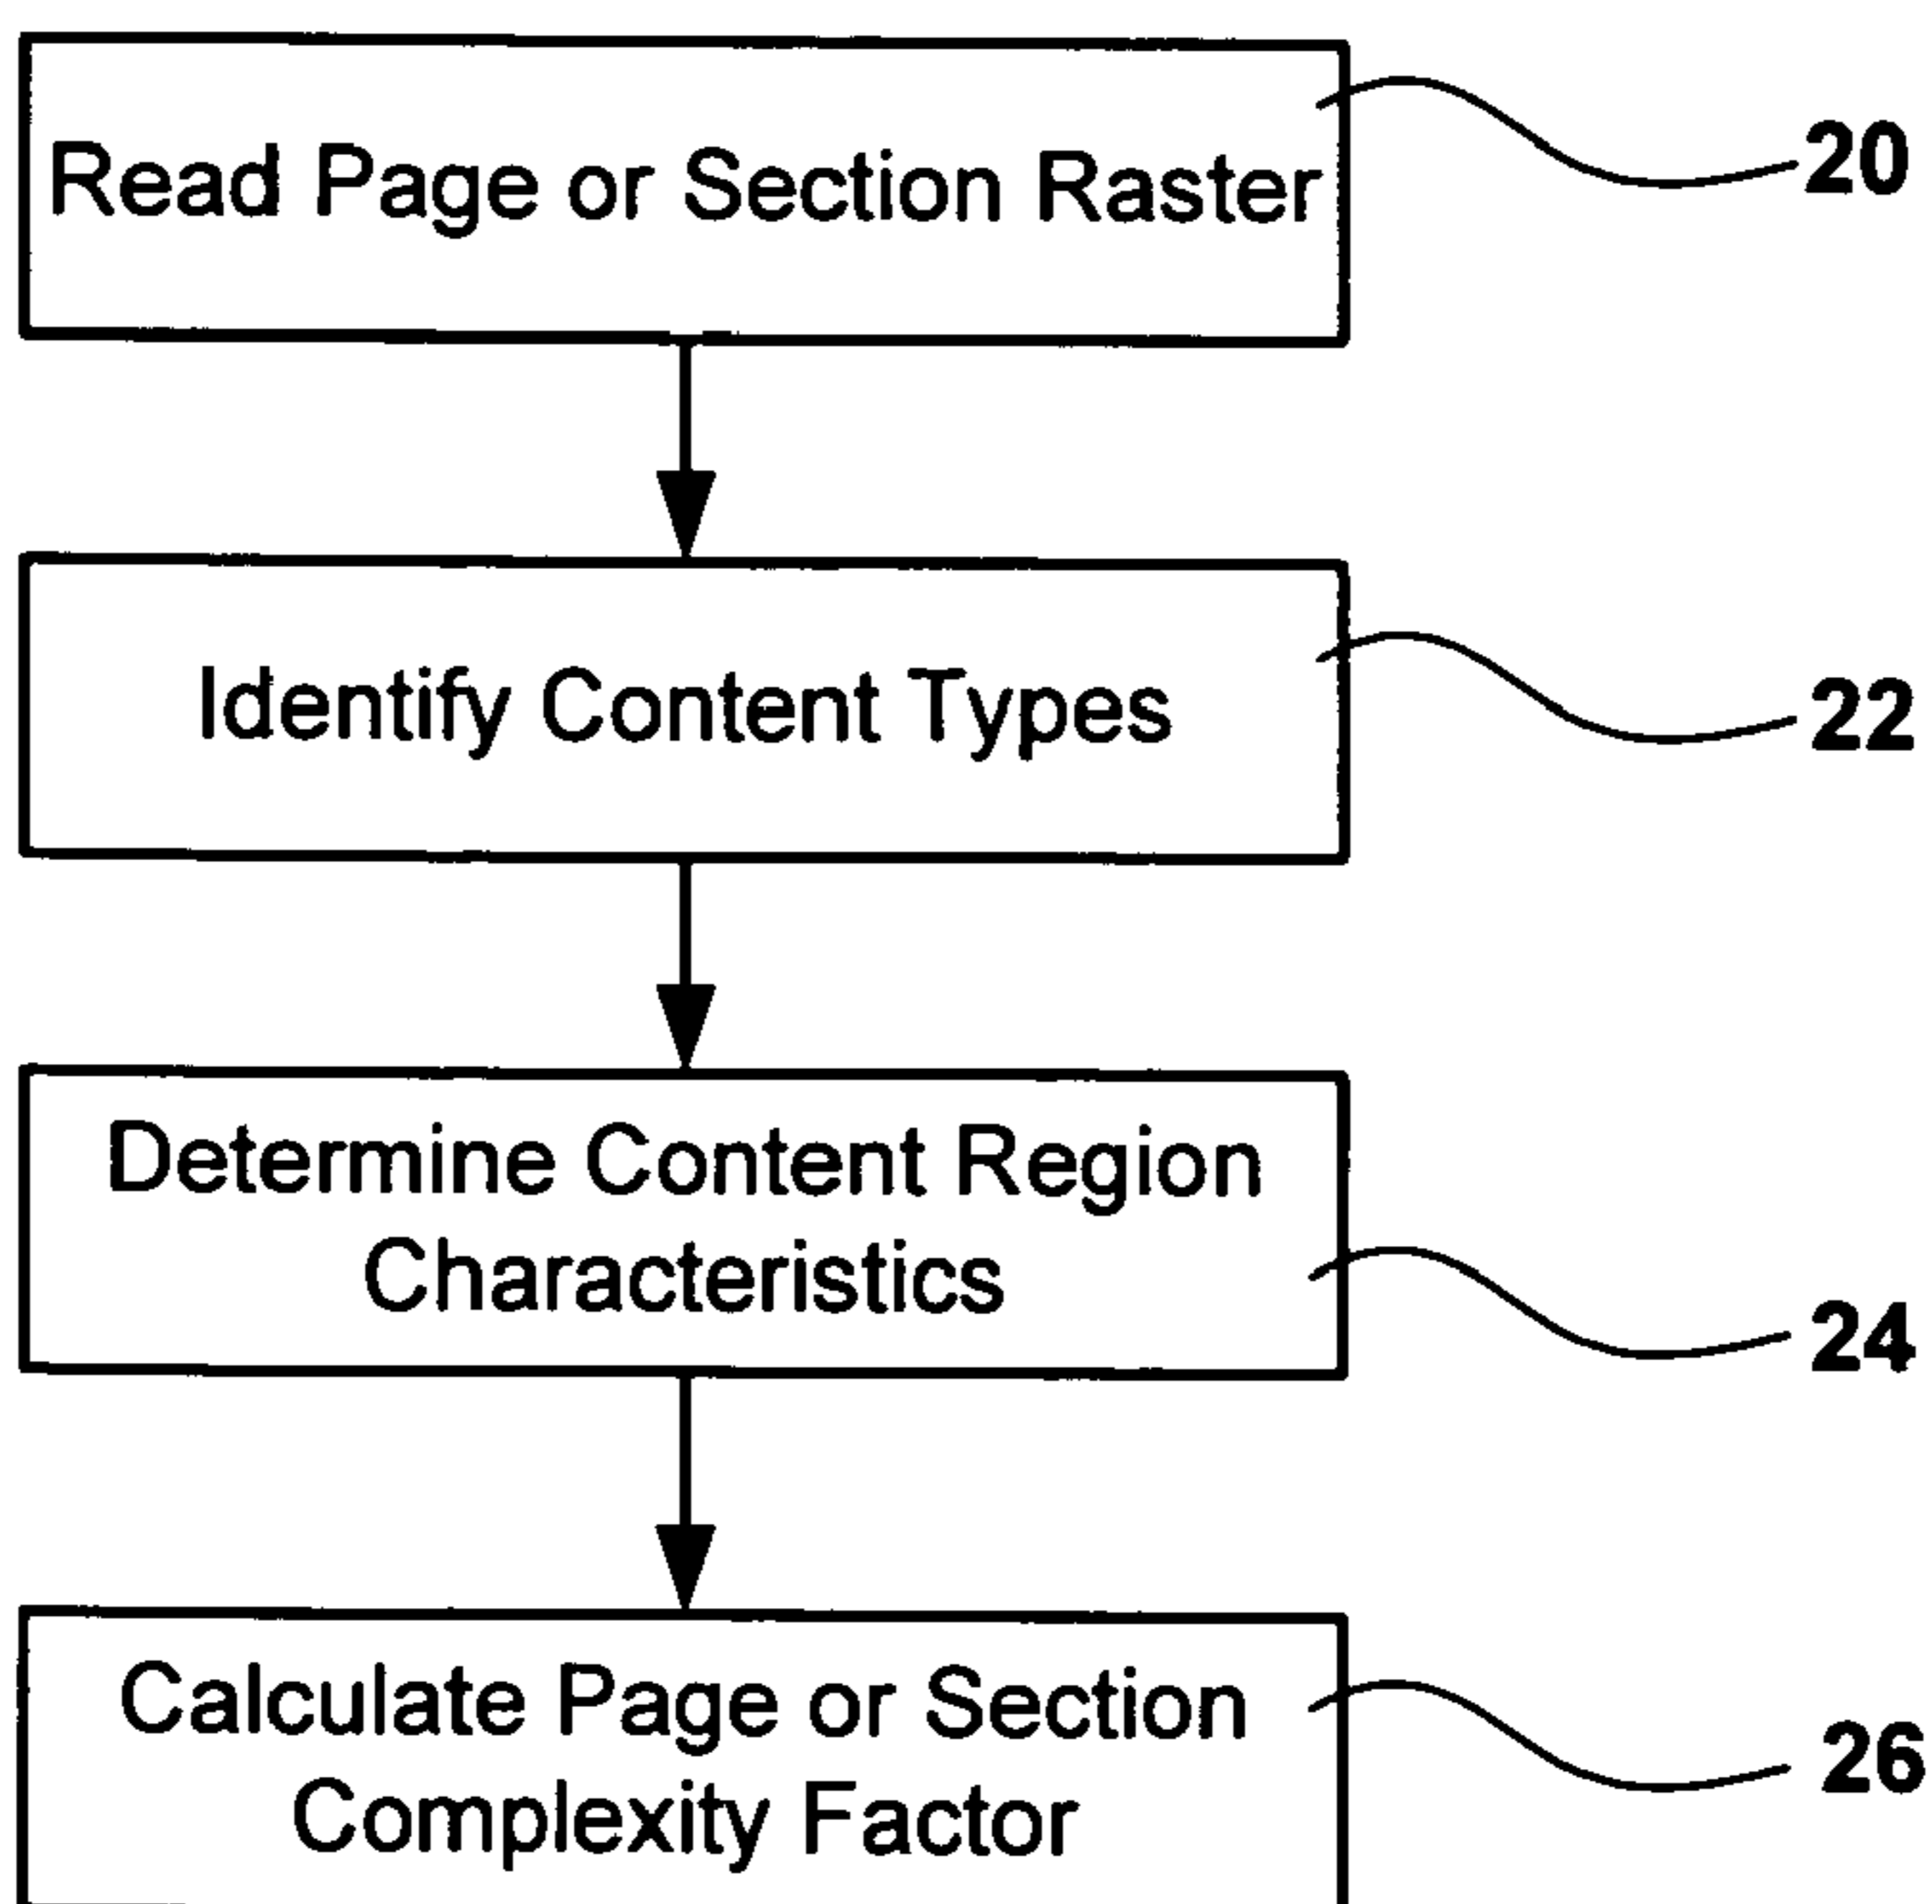 Read Page or Section Raster
20
Identify Content Types
22
Determine Content Region
Characteristics
24
Calculate Page or Section
Complexity Factor
26